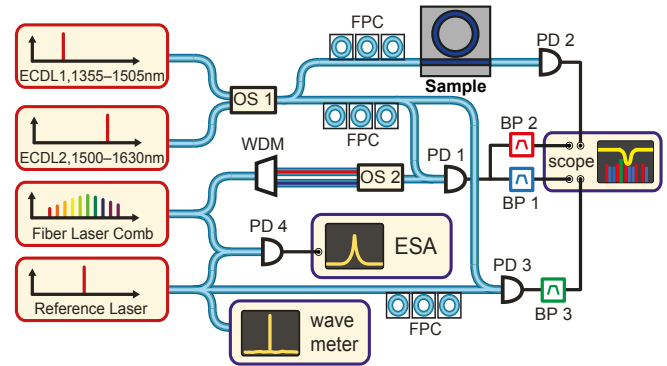 FPC
PD 2
ECDL1,1355–1505nm
Sample
OS 1
FPC
BP 2
WDM
PD 1
scope
ECDL2,1500–1630nm
OS 2
BP 1
PD 4
ESA
Fiber Laser Comb
PD 3
BP 3
Reference Laser
FPC
wave
meter